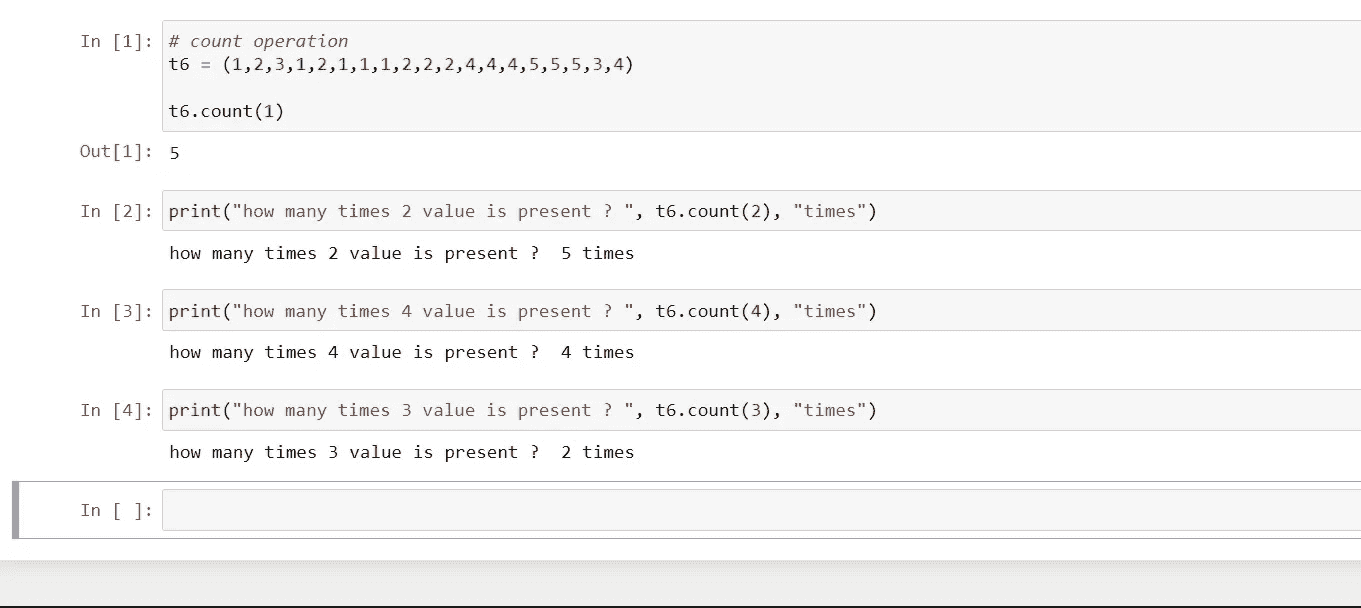 In [1]: # count operation
t6 = (1,2,3,1,2,1,1,1,2,2,2,4,4,4,5,5,5,3,4)
t6.count(1)
Out[1]: 5
In [2]: print("how many times 2 value is present ? ", t6.count(2), "times")
how many times 2 value is present ?  5 times
In [3]: print("how many times 4 value is present ? ", t6.count(4), "times")
how many times 4 value is present ?  4 times
In [4]: print("how many times 3 value is present ? ", t6.count(3), "times")
how many times 3 value is present ?  2 times
In [ ]: